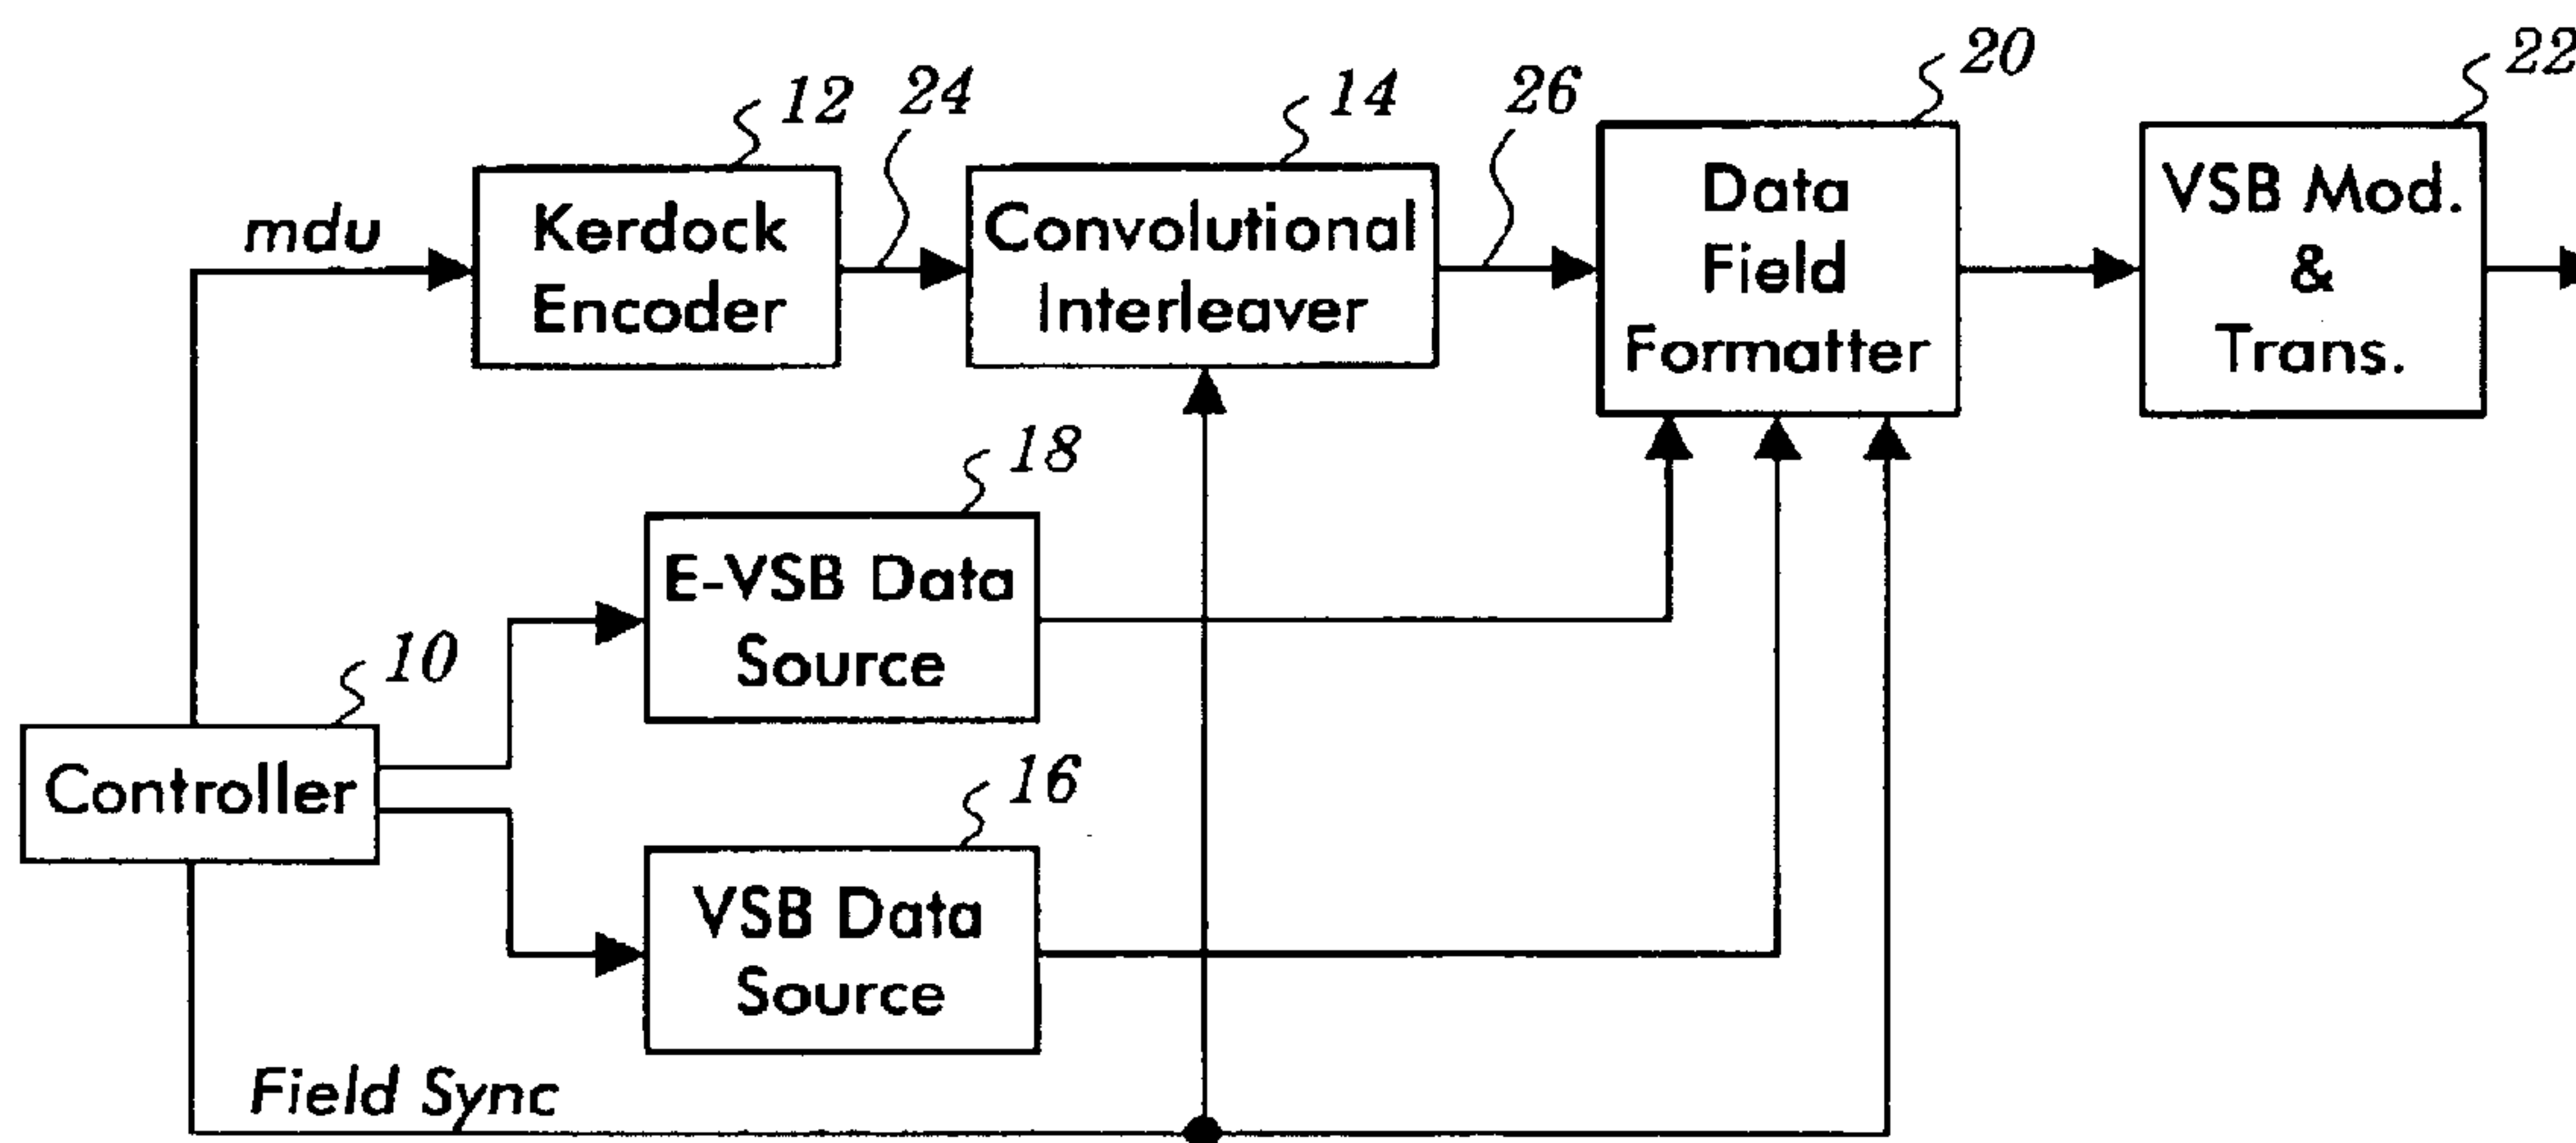 20
22
12
24
14
26
mdu
Kerdock
Encoder
Convolutional
Interleaver
Data
Field
Formatter
VSB Mod.
&
Trans.
18
E-VSB Data
Source
10
Controller
16
VSB Data
Source
Field Sync